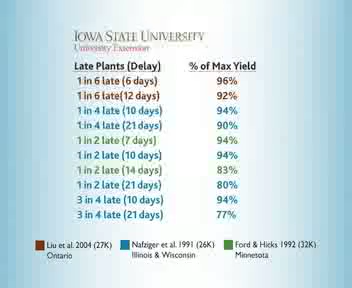 IOWA STATE UNIVERSITY
University Extension
Late Plants (Delay) % of Max Yield
1 in 6 late (6 days) 96%
1 in 6 late(12 days) 92%
1 in 4 late (10 days) 94%
1 in 4 late (21 days) 90%
1 in 2 late (7 days) 94%
1 in 2 late (10 days) 94%
1 in 2 late (14 days) 83%
1 in 2 late (21 days) 80%
3 in 4 late (10 days) 94%
3 in 4 late (21 days) 77%
Liu et al. 2004 (27K) Nafziger et al. 1991 (26K) Ford & Hicks 1992 (32K)
Ontario Illinois & Wisconsin Minnesota